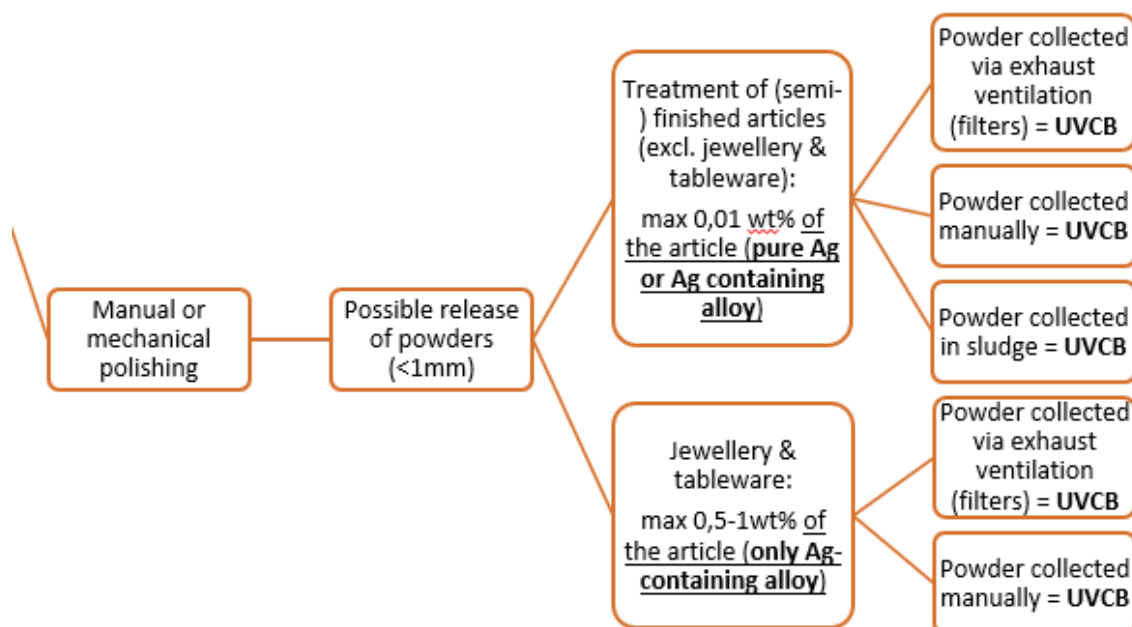 Manual or
mechanical
polishing
Possible release
of powders
(<1mm)
Treatment of (semi-
) finished articles
(excl. jewellery &
tableware):
max 0,01 wt% of
the article (pure Ag
or Ag containing
alloy)
Powder collected
via exhaust
ventilation
(filters) = UVCB
Powder collected
manually = UVCB
Powder collected
in sludge = UVCB
Jewellery &
tableware:
max 0,5-1wt% of
the article (only Ag-
containing alloy)
Powder collected
via exhaust
ventilation
(filters) = UVCB
Powder collected
manually = UVCB